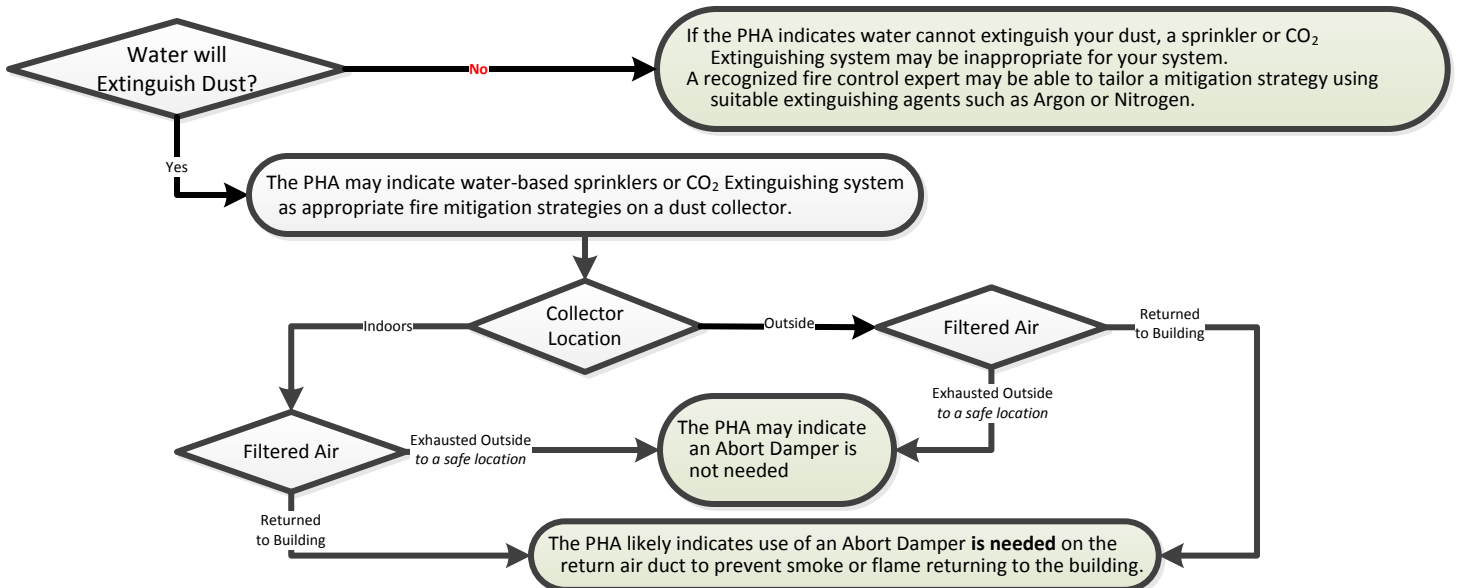 Water will
Extinguish Dust?
No
If the PHA indicates water cannot extinguish your dust, a sprinkler or CO₂
Extinguishing system may be inappropriate for your system.
A recognized fire control expert may be able to tailor a mitigation strategy using
suitable extinguishing agents such as Argon or Nitrogen.
Yes
The PHA may indicate water-based sprinklers or CO₂ Extinguishing system
as appropriate fire mitigation strategies on a dust collector.
Collector
Location
Indoors
Outside
Filtered Air
Returned
to Building
Exhausted Outside
to a safe location
Filtered Air
Exhausted Outside
to a safe location
The PHA may indicate
an Abort Damper is
not needed
Returned
to Building
The PHA likely indicates use of an Abort Damper is needed on the
return air duct to prevent smoke or flame returning to the building.